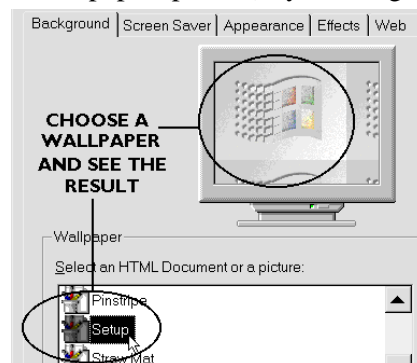 Background Screen Saver Appearance Effects Web
CHOOSE A
WALLPAPER
AND SEE THE
RESULT
Wallpaper
Select an HTML Document or a picture:
Pinstripe
Setup
Straw Mat